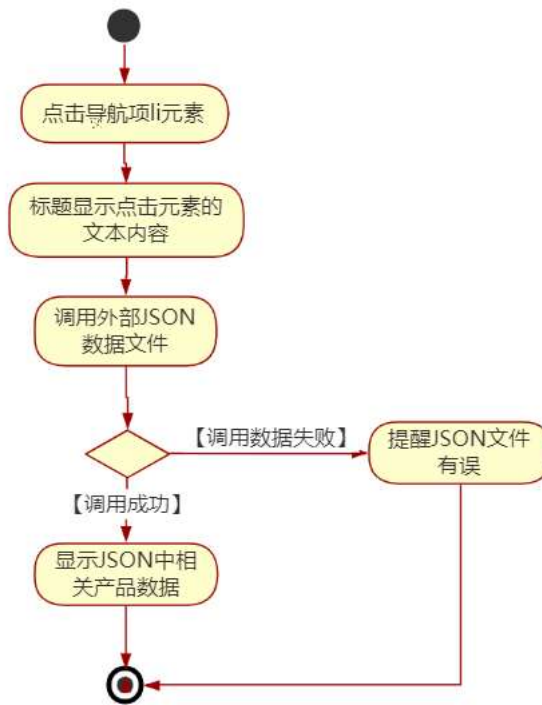 点击导航项li元素
标题显示点击元素的
文本内容
调用外部JSON
数据文件
【调用数据失败】
提醒JSON文件
有误
【调用成功】
显示JSON中相
关产品数据